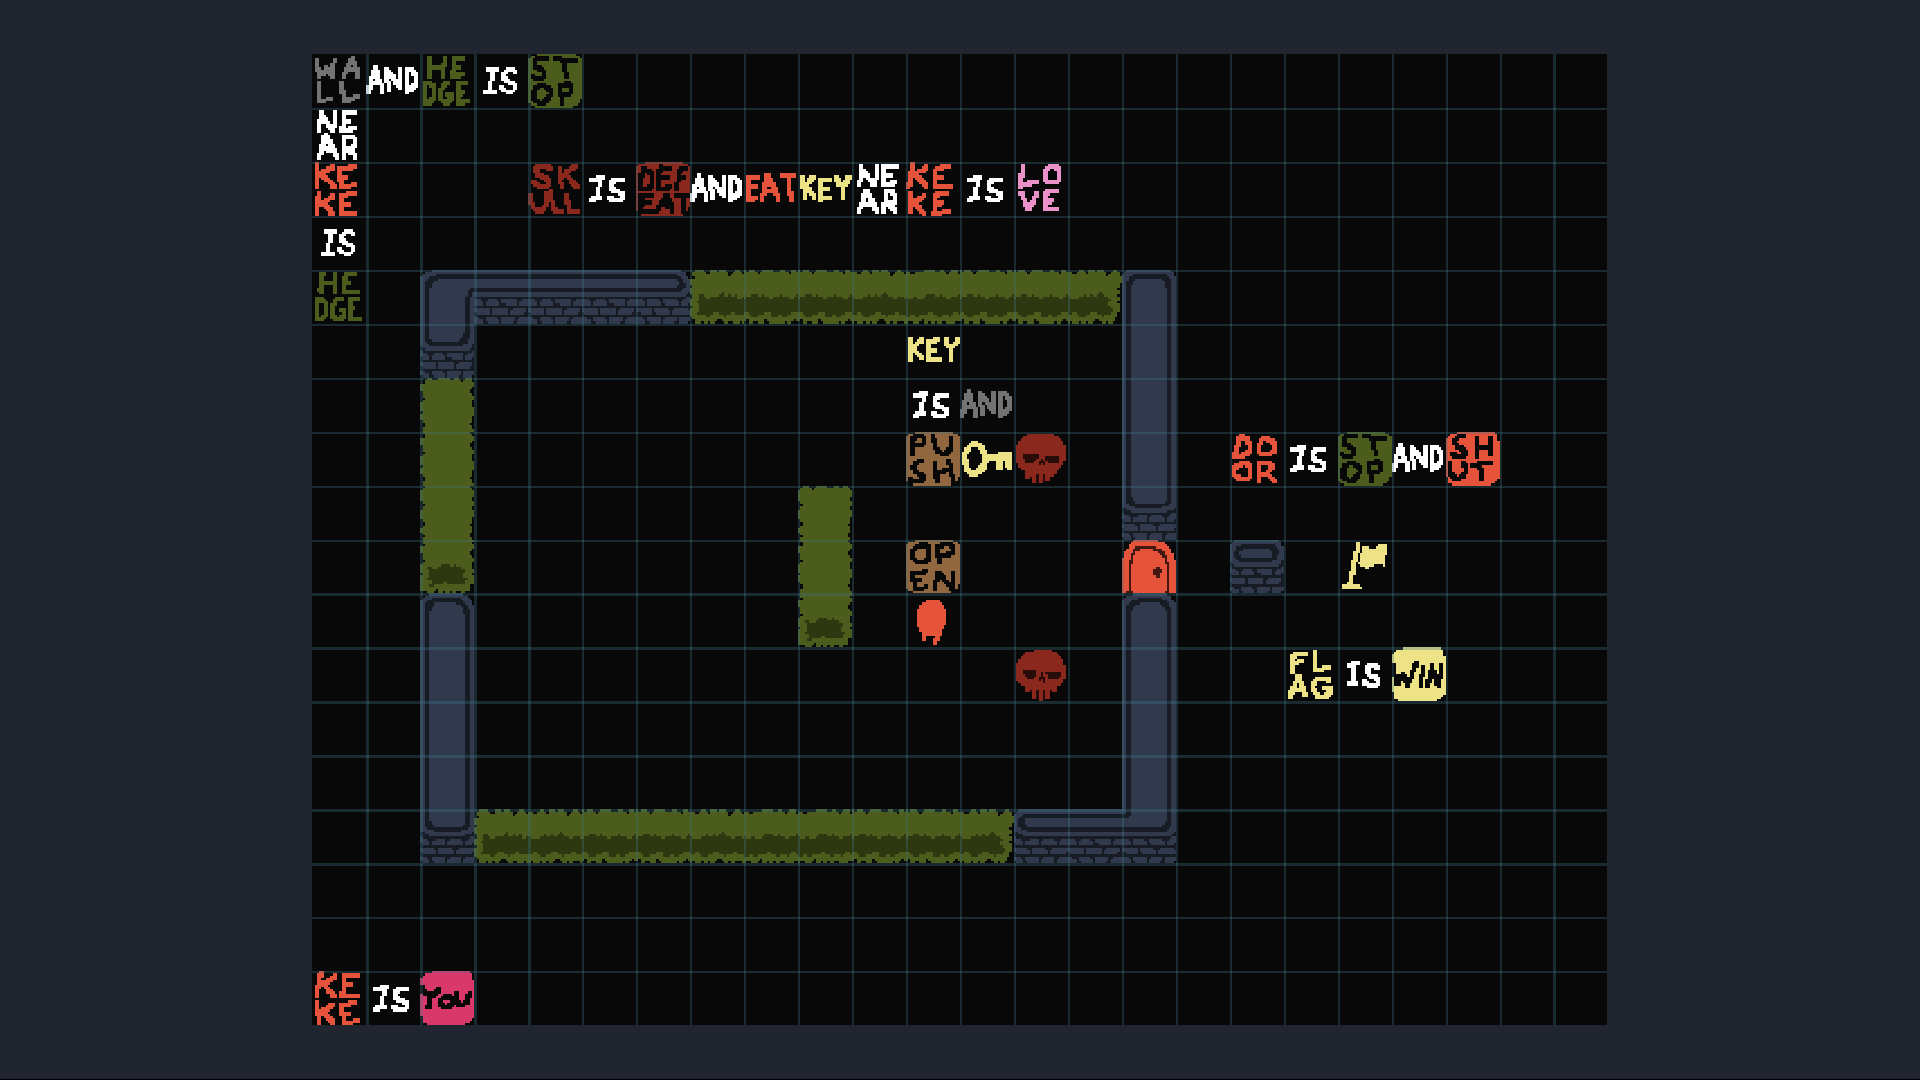 WALL AND HEDGE IS STOP
NEAR
KEKE
SKULL IS DEFEAT AND EAT KEY NEAR KEKE IS LOVE
IS
HEDGE
KEY
IS AND
PUSH
DOOR IS STOP AND SHUT
OPEN
FLAG IS WIN
KEKE IS YOU